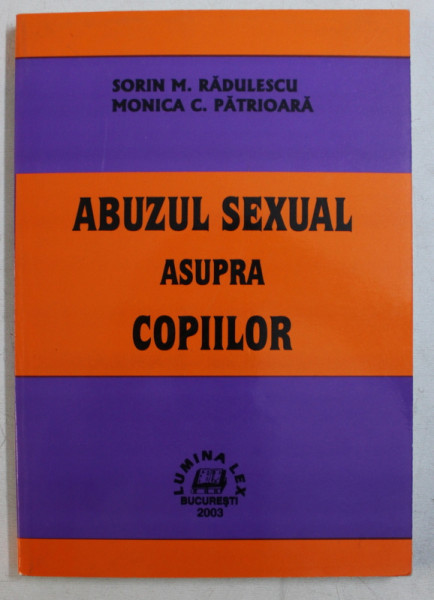 SORIN M. RĂDULESCU
MONICA C. PĂTRIOARĂ
ABUZUL SEXUAL
ASUPRA
COPIILOR
LUMINA LEX
BUCUREȘTI
2003